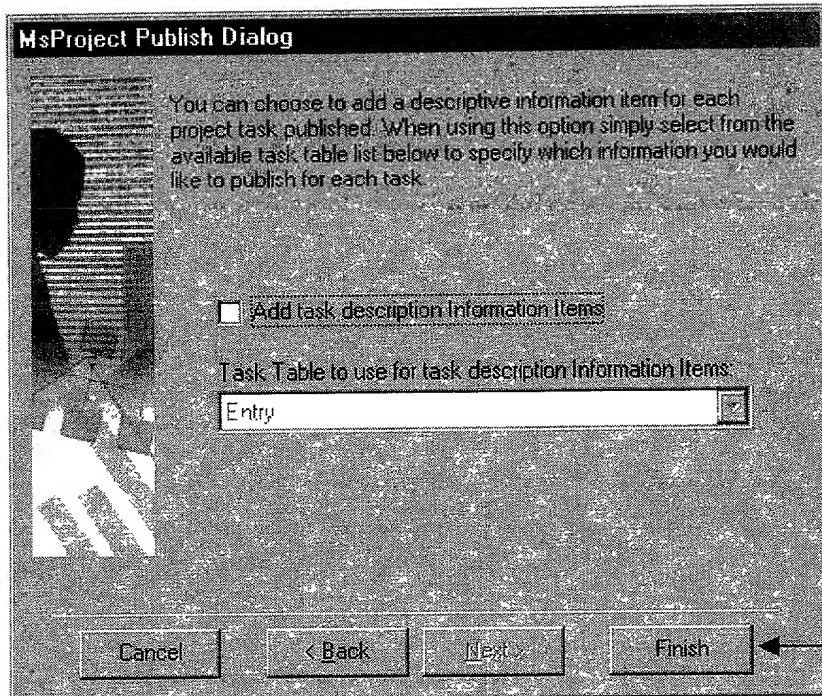 MsProject Publish Dialog
You can choose to add a descriptive information item for each
project task published. When using this option simply select from the
available task table list below to specify which information you would
like to publish for each task.
Add task description Information Items
Task Table to use for task description Information Items:
Entry
Cancel
< Back
Next >
Finish